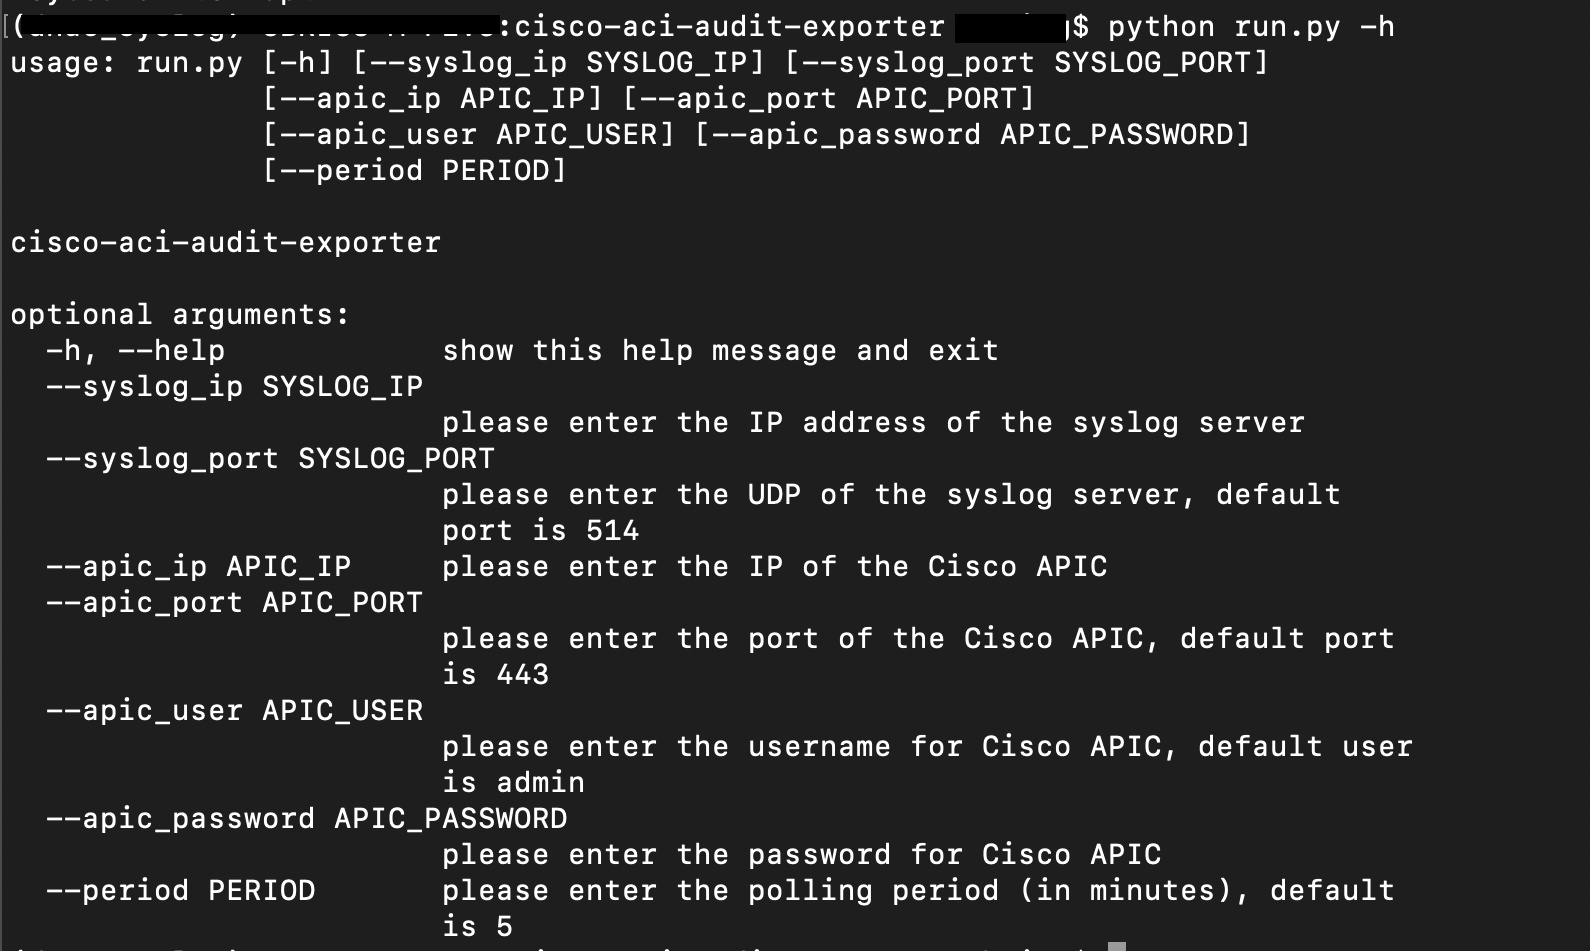 :cisco-aci-audit-exporter $ python run.py -h
usage: run.py [-h] [--syslog_ip SYSLOG_IP] [--syslog_port SYSLOG_PORT]
[--apic_ip APIC_IP] [--apic_port APIC_PORT]
[--apic_user APIC_USER] [--apic_password APIC_PASSWORD]
[--period PERIOD]
cisco-aci-audit-exporter
optional arguments:
-h, --help show this help message and exit
--syslog_ip SYSLOG_IP
please enter the IP address of the syslog server
--syslog_port SYSLOG_PORT
please enter the UDP of the syslog server, default
port is 514
--apic_ip APIC_IP please enter the IP of the Cisco APIC
--apic_port APIC_PORT
please enter the port of the Cisco APIC, default port
is 443
--apic_user APIC_USER
please enter the username for Cisco APIC, default user
is admin
--apic_password APIC_PASSWORD
please enter the password for Cisco APIC
--period PERIOD please enter the polling period (in minutes), default
is 5